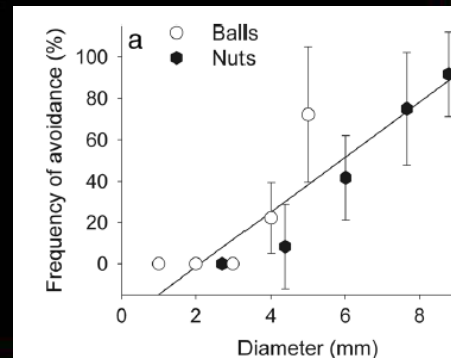 a
Balls
Nuts
Frequency of avoidance (%)
100
80
60
40
20
0
0 2 4 6 8
Diameter (mm)